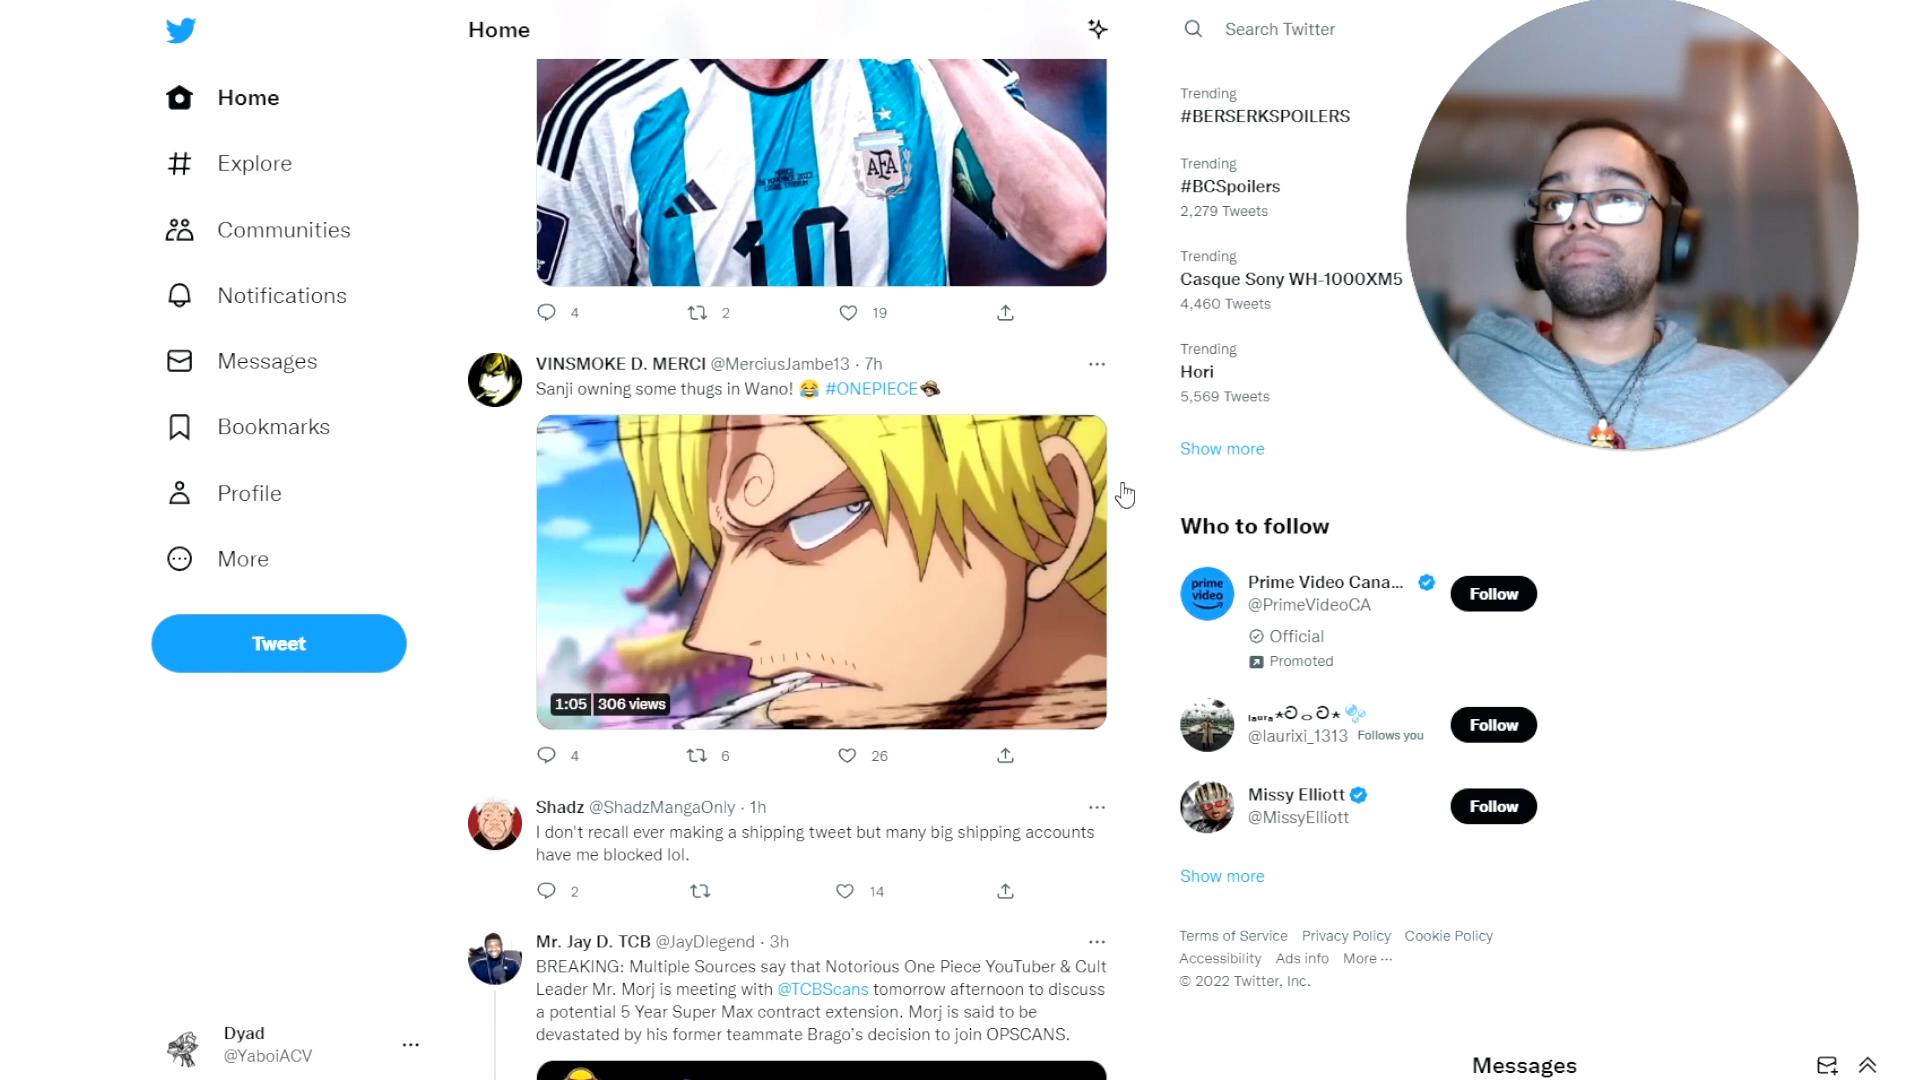 Home
Search Twitter
Home
Explore
Communities
Notifications
Messages
Bookmarks
Profile
More
Tweet
Dyad
@YaboiACV
AFA
10
4
2
19
VINSMOKE D. MERCI @MerciusJambe13 · 7h
Sanji owning some thugs in Wano! 😂 #ONEPIECE
1:05 306 views
4
6
26
Shadz @ShadzMangaOnly · 1h
I don't recall ever making a shipping tweet but many big shipping accounts
have me blocked lol.
2
14
Mr. Jay D. TCB @JayDlegend · 3h
BREAKING: Multiple Sources say that Notorious One Piece YouTuber & Cult
Leader Mr. Morj is meeting with @TCBScans tomorrow afternoon to discuss
a potential 5 Year Super Max contract extension. Morj is said to be
devastated by his former teammate Brago's decision to join OPSCANS.
Trending
#BERSERKSPOILERS
Trending
#BCSpoilers
2,279 Tweets
Trending
Casque Sony WH-1000XM5
4,460 Tweets
Trending
Hori
5,569 Tweets
Show more
Who to follow
prime
video
Prime Video Cana...
@PrimeVideoCA
Official
Promoted
Follow
@laurixi_1313 Follows you
Follow
Missy Elliott
@MissyElliott
Follow
Show more
Terms of Service Privacy Policy Cookie Policy
Accessibility Ads info More ···
© 2022 Twitter, Inc.
Messages